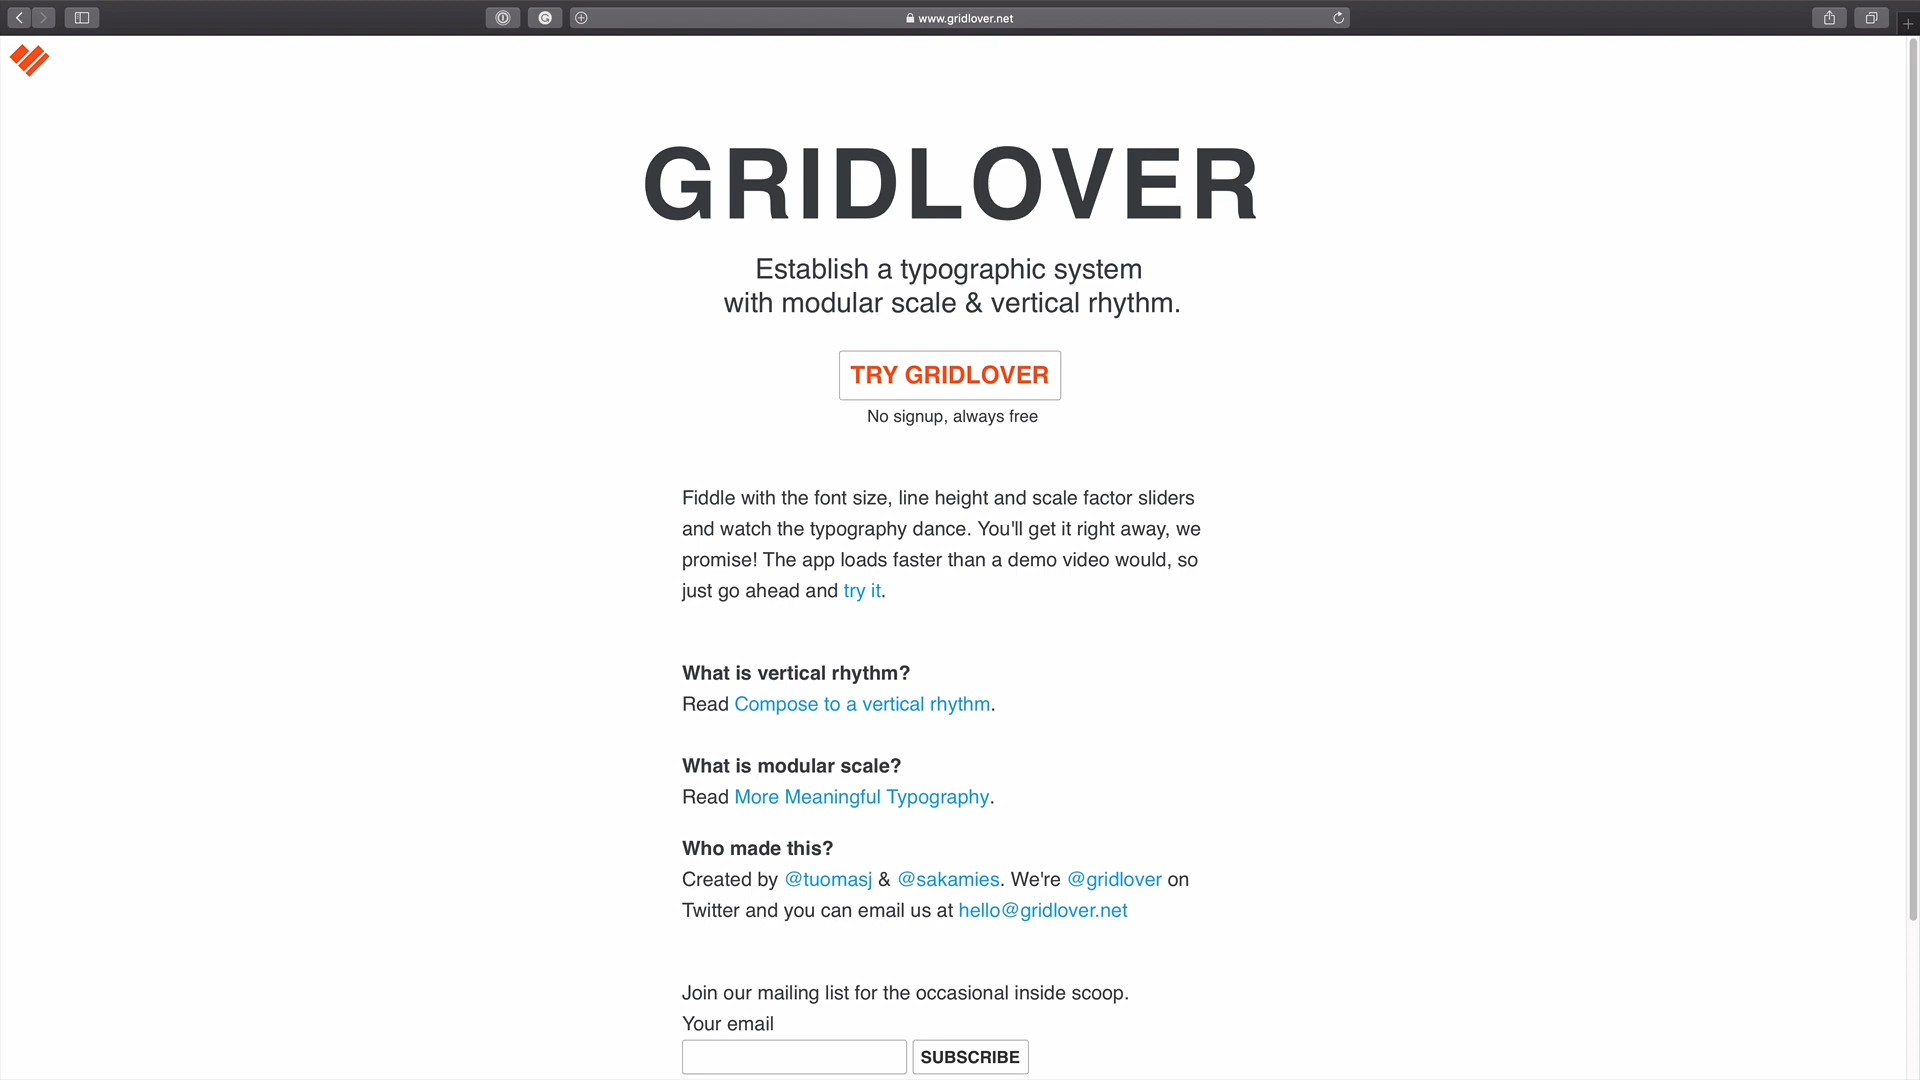 www.gridlover.net
GRIDLOVER
Establish a typographic system
with modular scale & vertical rhythm.
TRY GRIDLOVER
No signup, always free
Fiddle with the font size, line height and scale factor sliders
and watch the typography dance. You'll get it right away, we
promise! The app loads faster than a demo video would, so
just go ahead and try it.
What is vertical rhythm?
Read Compose to a vertical rhythm.
What is modular scale?
Read More Meaningful Typography.
Who made this?
Created by @tuomasj & @sakamies. We're @gridlover on
Twitter and you can email us at hello@gridlover.net
Join our mailing list for the occasional inside scoop.
Your email
SUBSCRIBE